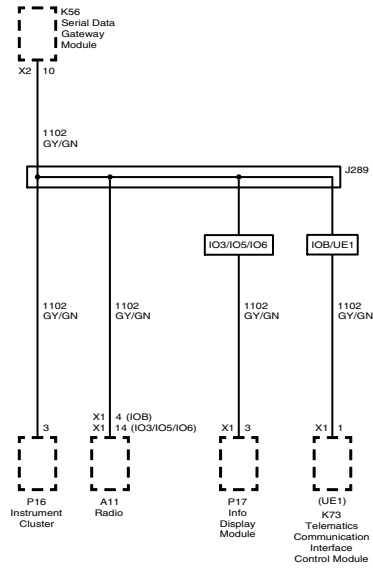 K56
Serial Data
Gateway
Module
X2 10
1102
GY/GN
J289
IO3/IO5/IO6
IOB/UE1
1102
GY/GN
1102
GY/GN
1102
GY/GN
1102
GY/GN
3
X1 4 (IOB)
X1 14 (IO3/IO5/IO6)
X1 3
X1 1
P16
Instrument
Cluster
A11
Radio
P17
Info
Display
Module
(UE1)
K73
Telematics
Communication
Interface
Control Module